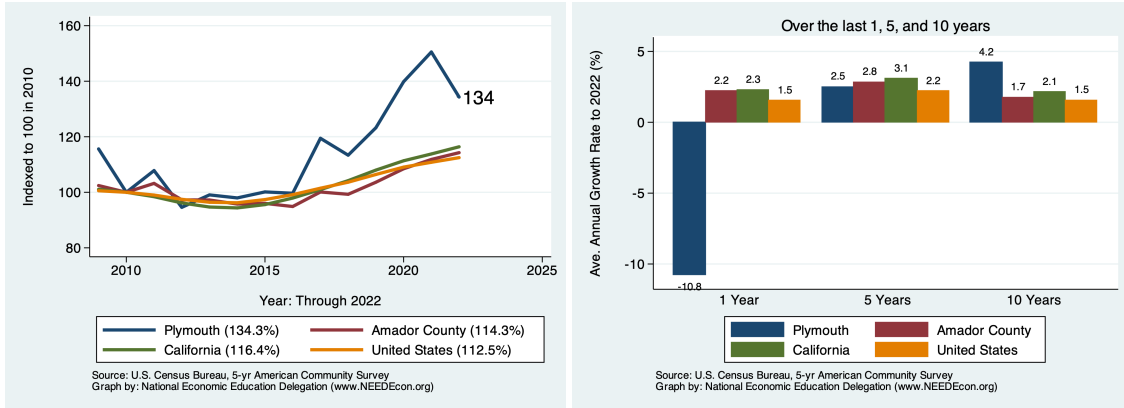 Indexed to 100 in 2010
160
140
120
100
80
134
2010
2015
2020
2025
Year: Through 2022
Plymouth (134.3%)
Amador County (114.3%)
California (116.4%)
United States (112.5%)
Source: U.S. Census Bureau, 5-yr American Community Survey
Graph by: National Economic Education Delegation (www.NEEDEcon.org)
Over the last 1, 5, and 10 years
Ave. Annual Growth Rate to 2022 (%)
5
0
-5
-10
-10.8
2.2
2.3
1.5
2.5
2.8
3.1
2.2
4.2
1.7
2.1
1.5
1 Year
5 Years
10 Years
Plymouth
Amador County
California
United States
Source: U.S. Census Bureau, 5-yr American Community Survey
Graph by: National Economic Education Delegation (www.NEEDEcon.org)